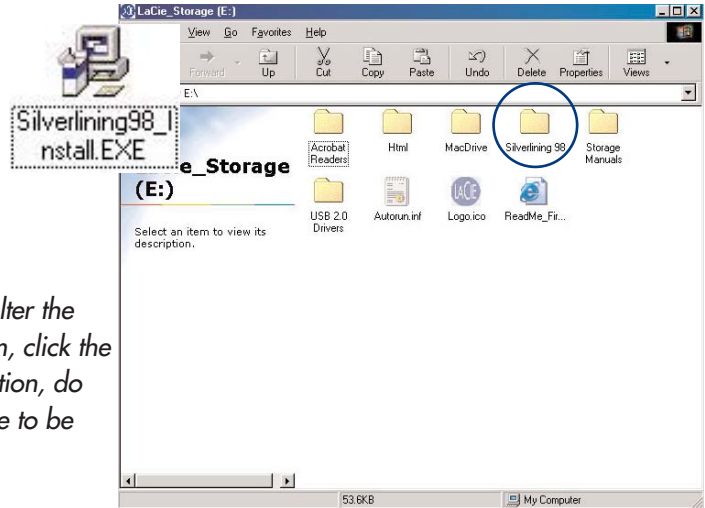 LaCie_Storage (E:)
View Go Favorites Help
Forward Up Cut Copy Paste Undo Delete Properties Views
E:\
Silverlining98_I
nstall.EXE
e_Storage
(E:)
Select an item to view its
description.
Acrobat
Readers
Html
MacDrive
Silverlining 98
Storage
Manuals
USB 2.0
Drivers
Autorun.inf
LACIE
Logo.ico
ReadMe_Fir...
lter the
, click the
tion, do
e to be
53.6KB My Computer